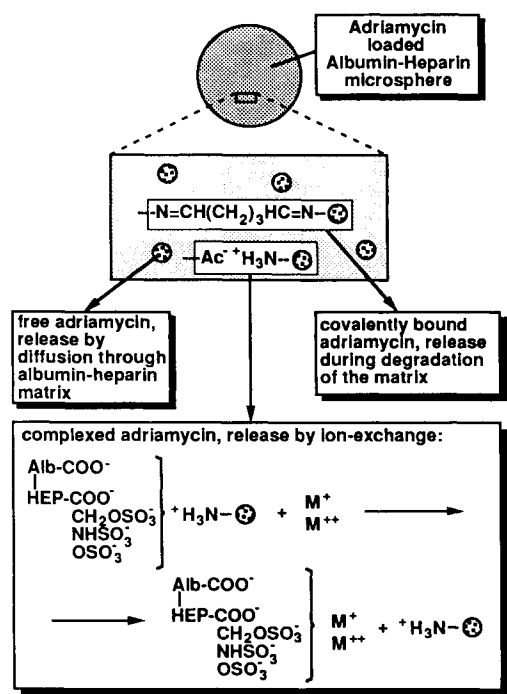 Adriamycin
loaded
Albumin-Heparin
microsphere
--N=CH(CH₂)₃HC=N-
-Ac⁻ ⁺H₃N-
free adriamycin,
release by
diffusion through
albumin-heparin
matrix
covalently bound
adriamycin, release
during degradation
of the matrix
complexed adriamycin, release by ion-exchange:
Alb-COO⁻
HEP-COO⁻
CH₂OSO₃⁻
NHSO₃⁻
OSO₃⁻
⁺H₃N- + M⁺
M⁺⁺
Alb-COO⁻
HEP-COO⁻
CH₂OSO₃⁻
NHSO₃⁻
OSO₃⁻
M⁺
M⁺⁺ + ⁺H₃N-